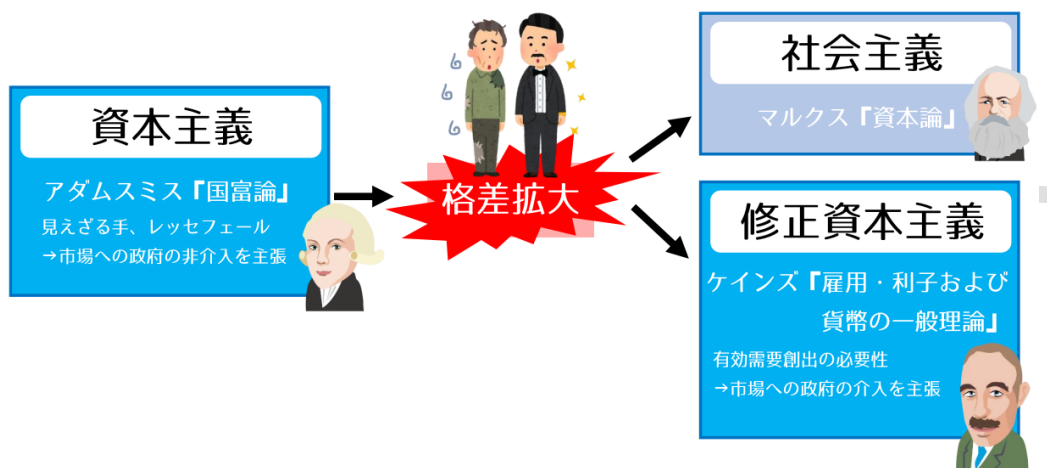 資本主義
アダムスミス『国富論』
見えざる手、レッセフェール
→市場への政府の非介入を主張
格差拡大
社会主義
マルクス『資本論』
修正資本主義
ケインズ『雇用・利子および
貨幣の一般理論』
有効需要創出の必要性
→市場への政府の介入を主張